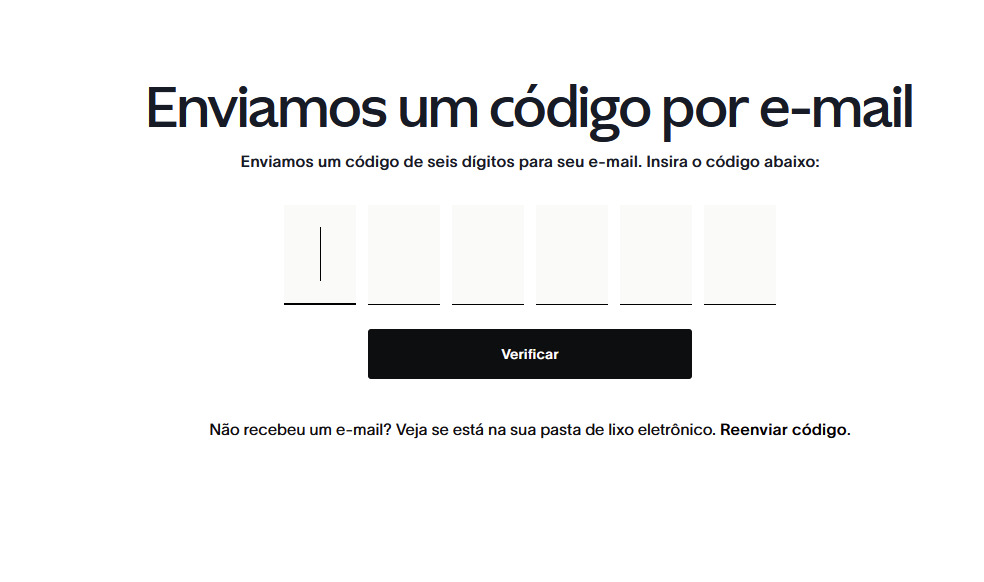 Enviamos um código por e-mail
Enviamos um código de seis dígitos para seu e-mail. Insira o código abaixo:
Verificar
Não recebeu um e-mail? Veja se está na sua pasta de lixo eletrônico. Reenviar código.